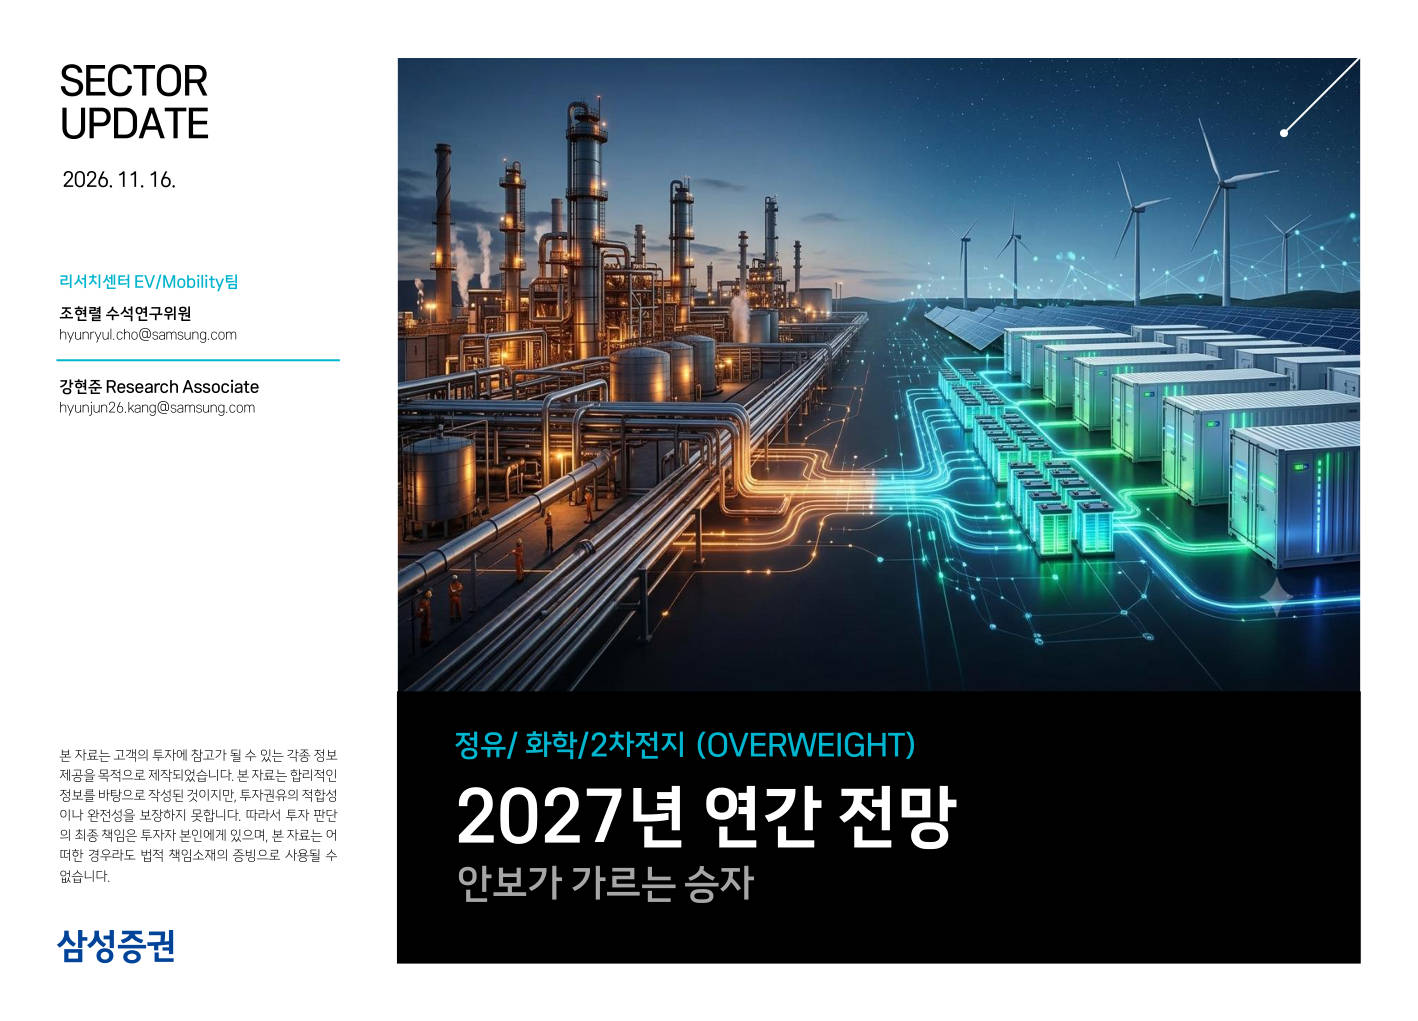 SECTOR
UPDATE
2026. 11. 16.
리서치센터 EV/Mobility팀
조현렬 수석연구위원
hyunryul.cho@samsung.com
강현준 Research Associate
hyunjun26.kang@samsung.com
본 자료는 고객의 투자에 참고가 될 수 있는 각종 정보
제공을 목적으로 제작되었습니다. 본 자료는 합리적인
정보를 바탕으로 작성된 것이지만, 투자권유의 적합성
이나 완전성을 보장하지 못합니다. 따라서 투자 판단
의 최종 책임은 투자자 본인에게 있으며, 본 자료는 어
떠한 경우라도 법적 책임소재의 증빙으로 사용될 수
없습니다.
삼성증권
정유/ 화학/2차전지 (OVERWEIGHT)
2027년 연간 전망
안보가 가르는 승자